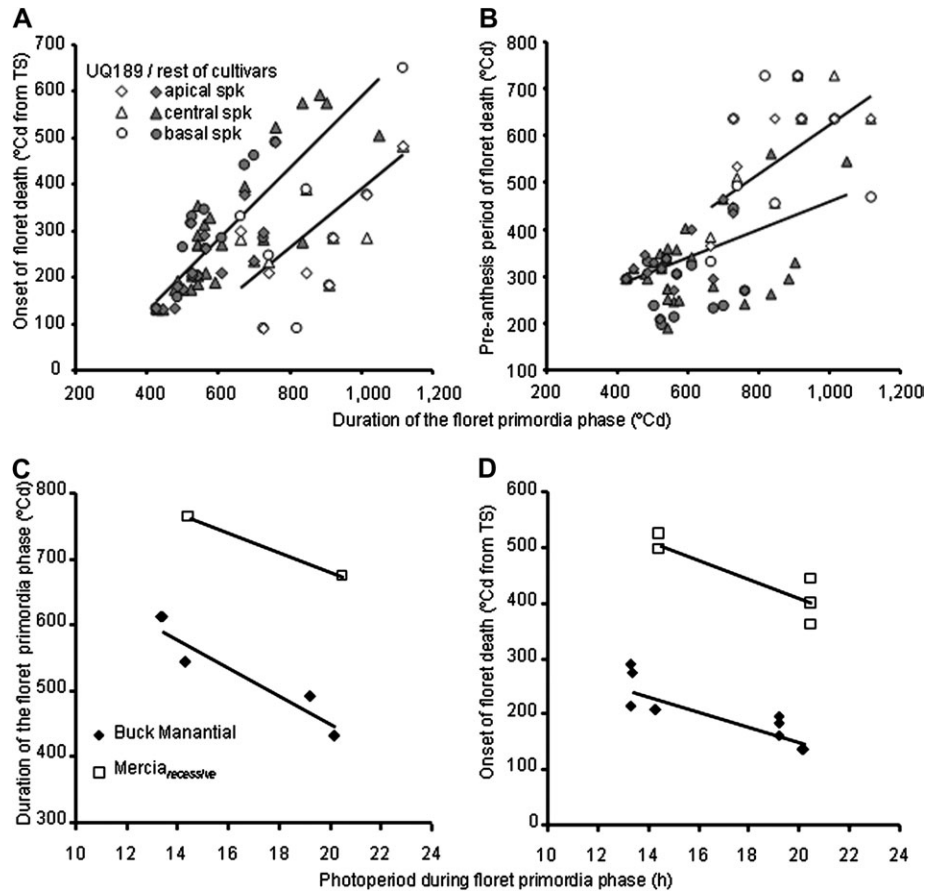 A
B
700
600
500
400
300
200
100
0
Onset of floret death (°Cd from TS)
UQ189 / rest of cultivars
apical spk
central spk
basal spk
200 400 600 800 1,000 1,200
800
700
600
500
400
300
200
100
Pre-anthesis period of floret death (°Cd)
200 400 600 800 1,000 1,200
Duration of the floret primordia phase (°Cd)
C
D
800
700
600
500
400
300
Duration of the floret primordia phase (°Cd)
Buck Manantial
Mercia recessive
10 12 14 16 18 20 22 24
600
500
400
300
200
100
0
Onset of floret death (°Cd from TS)
10 12 14 16 18 20 22 24
Photoperiod during floret primordia phase (h)